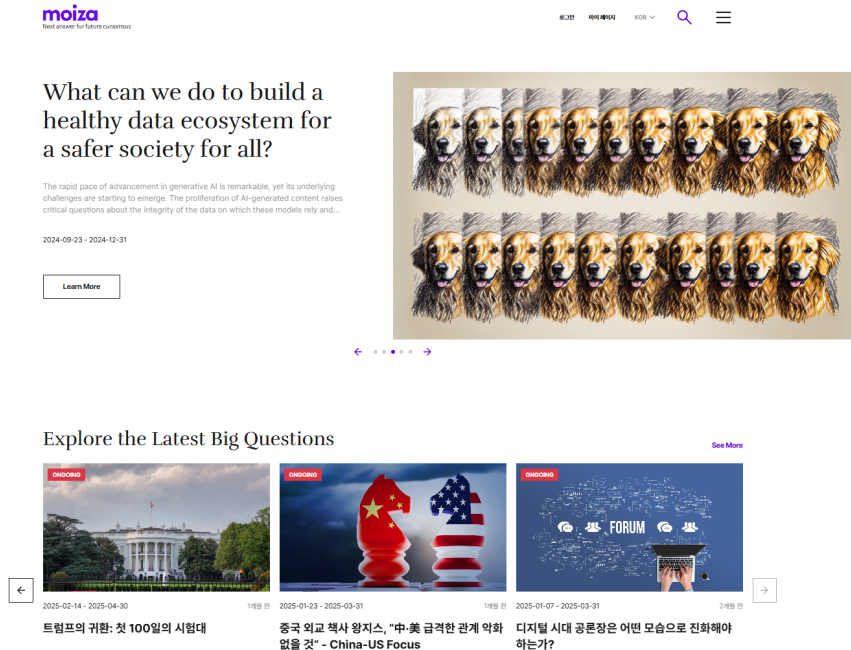 moiza
Next answer for future consensus
로그인 마이 페이지 KOR
What can we do to build a
healthy data ecosystem for
a safer society for all?
The rapid pace of advancement in generative AI is remarkable, yet its underlying
challenges are starting to emerge. The proliferation of AI-generated content raises
critical questions about the integrity of the data on which these models rely and...
2024-09-23 - 2024-12-31
Learn More
Explore the Latest Big Questions
See More
ONGOING
ONGOING
ONGOING
FORUM
2025-02-14 - 2025-04-30 1개월 전
트럼프의 귀환: 첫 100일의 시험대
2025-01-23 - 2025-03-31 1개월 전
중국 외교 책사 왕지스, “中·美 급격한 관계 악화
없을 것” - China-US Focus
2025-01-07 - 2025-03-31 2개월 전
디지털 시대 공론장은 어떤 모습으로 진화해야
하는가?